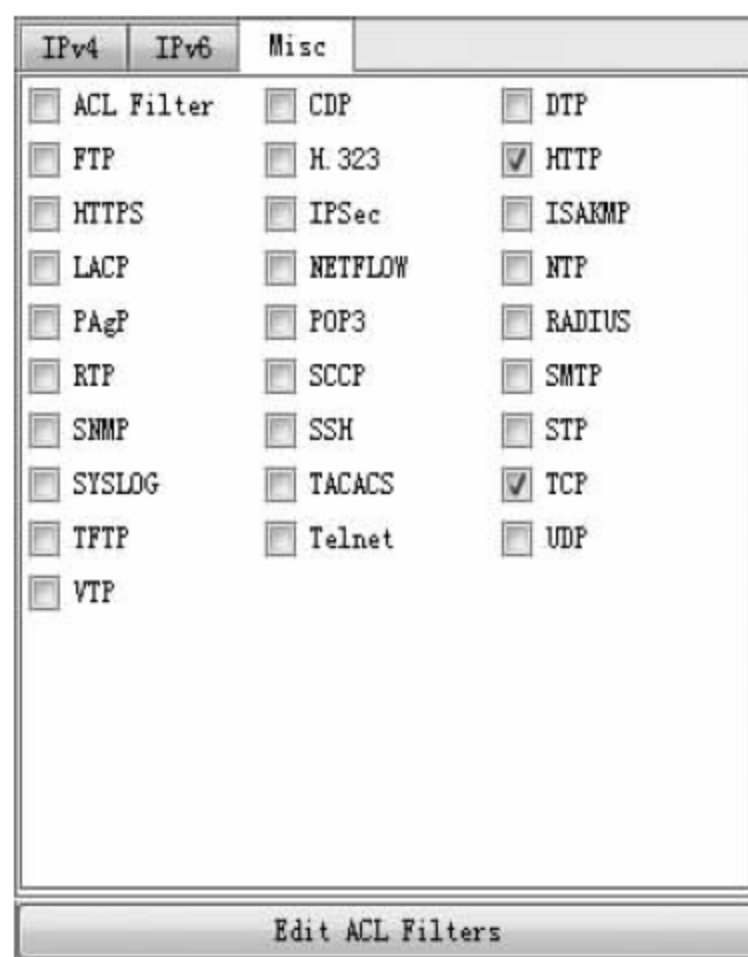 IPv4 IPv6 Misc
ACL Filter CDP DTP
FTP H.323 HTTP
HTTPS IPSec ISAKMP
LACP NETFLOW NTP
PAgP POP3 RADIUS
RTP SCCP SMTP
SNMP SSH STP
SYSLOG TACACS TCP
TFTP Telnet UDP
VTP
Edit ACL Filters